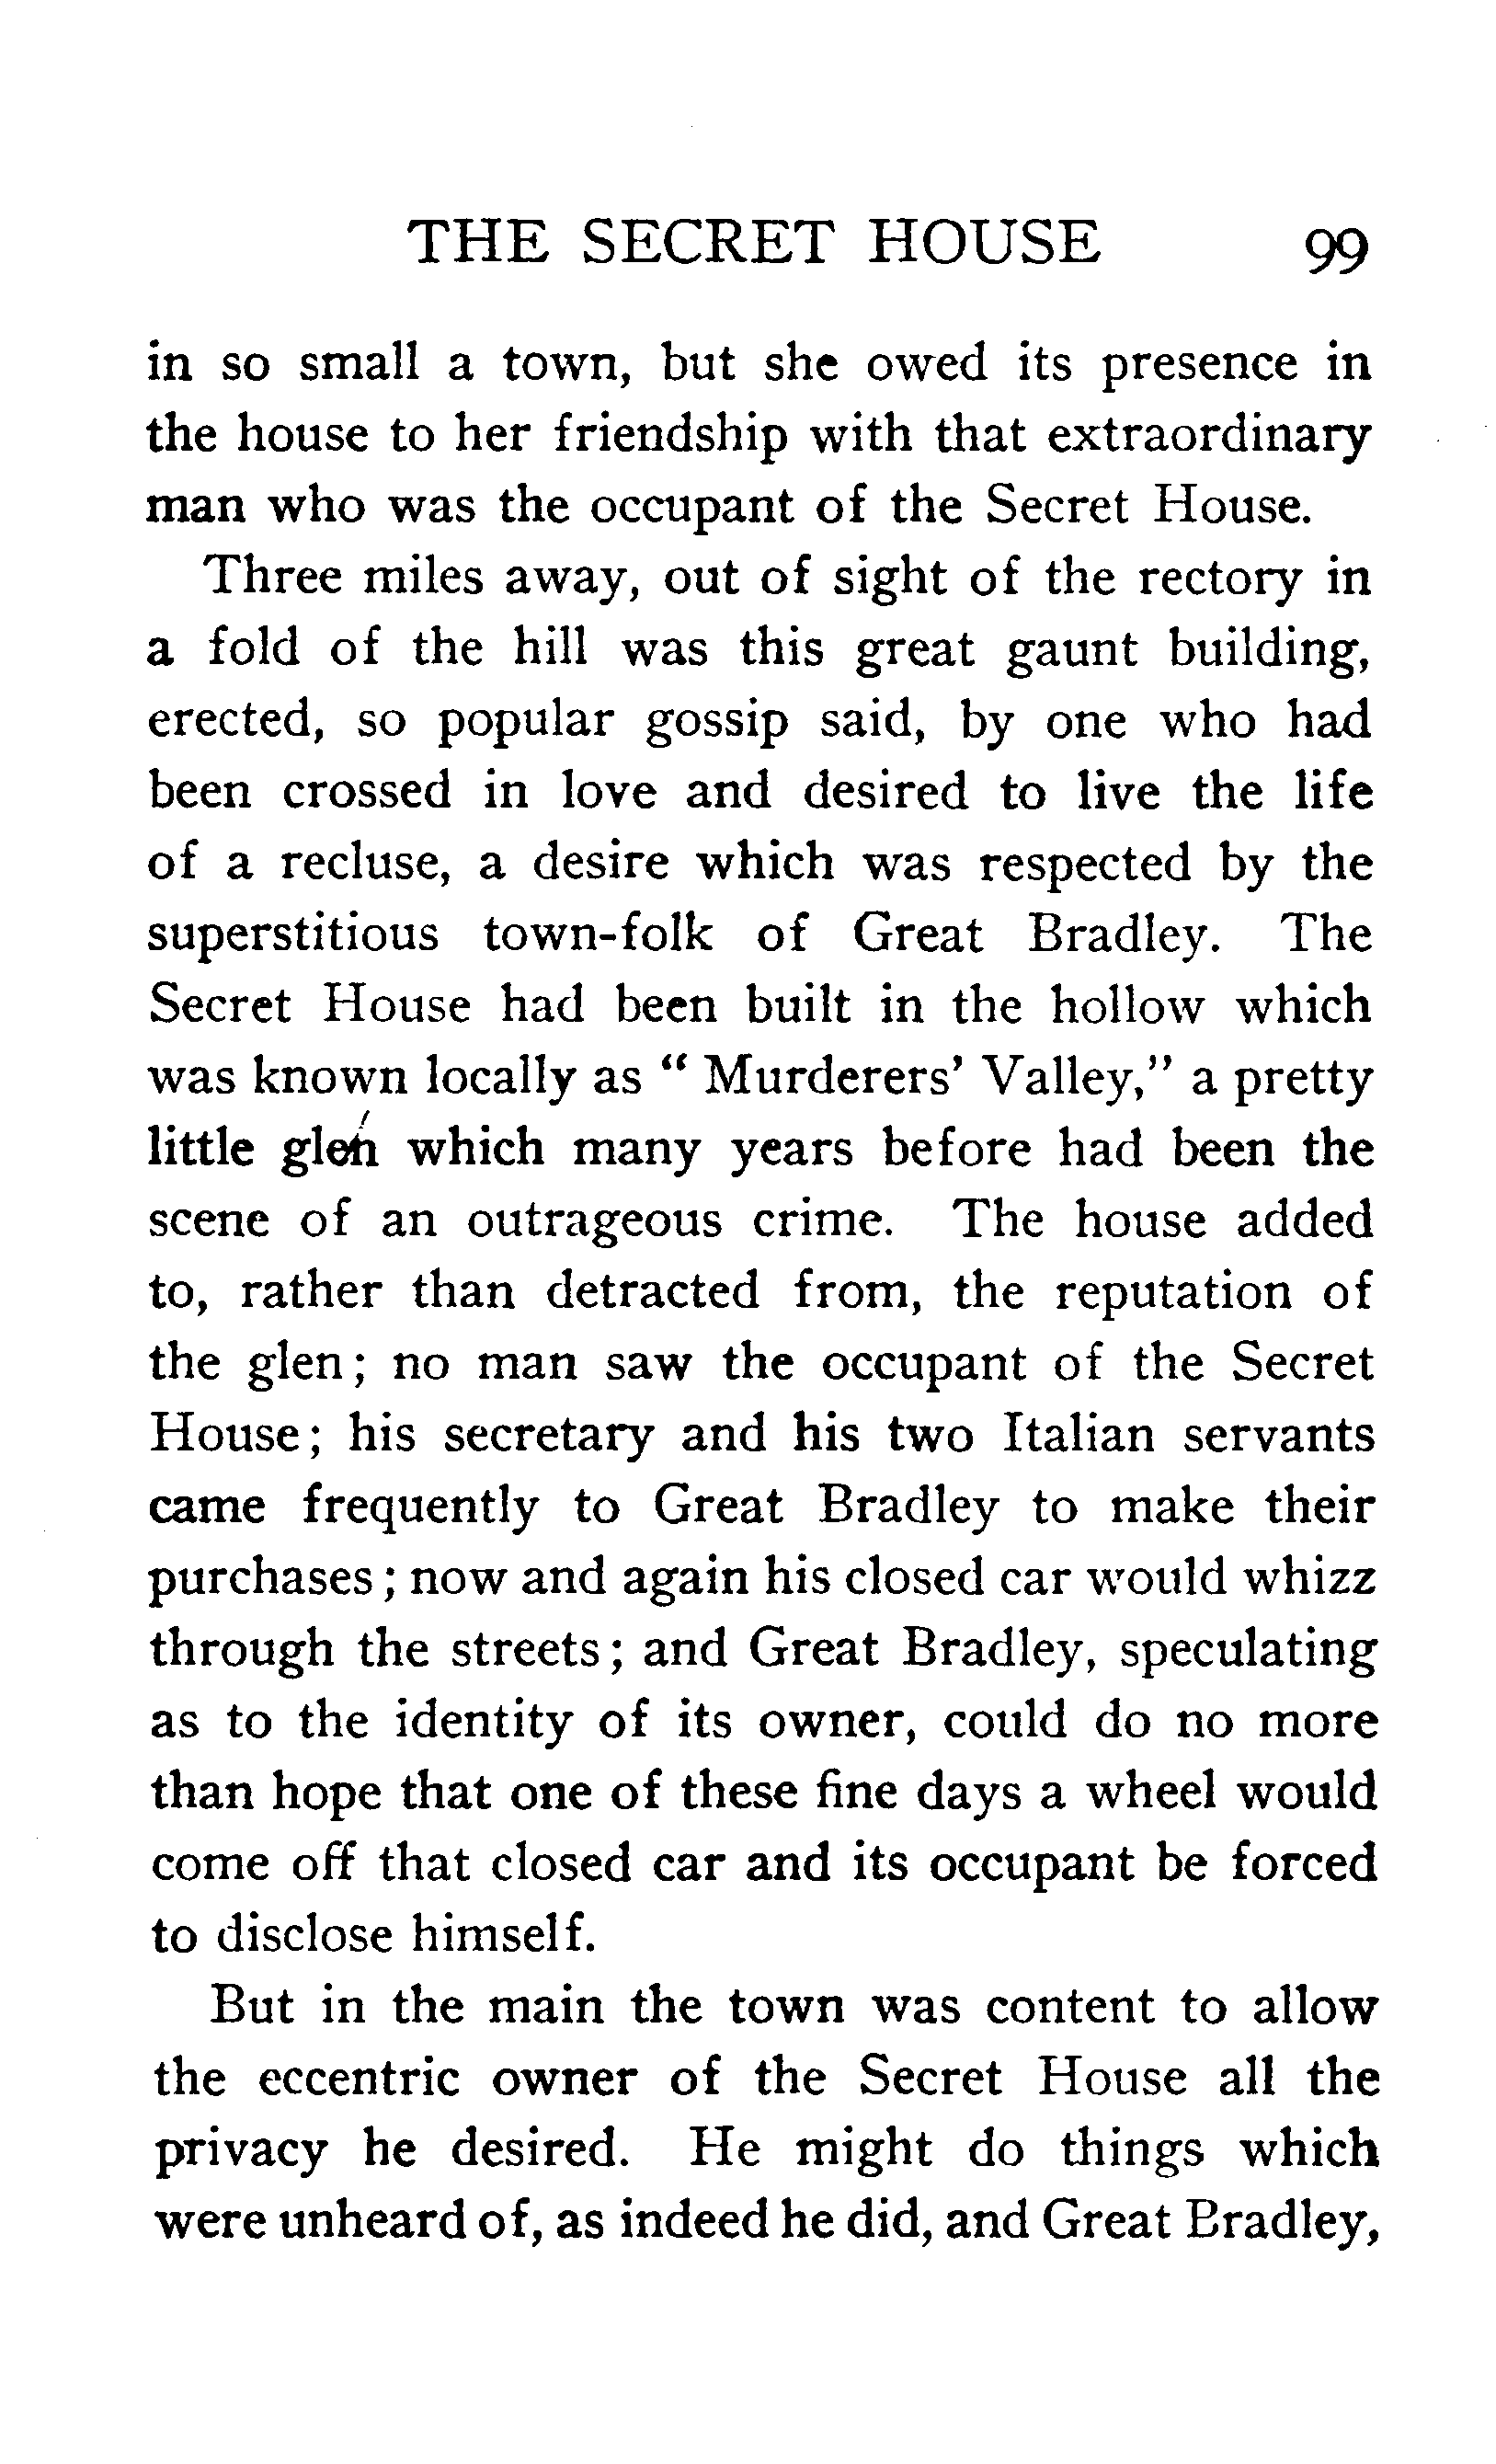 THE SECRET HOUSE 99
in so small a town, but she owed its presence in
the house to her friendship with that extraordinary
man who was the occupant of the Secret House.
Three miles away, out of sight of the rectory in
a fold of the hill was this great gaunt building,
erected, so popular gossip said, by one who had
been crossed in love and desired to live the life
of a recluse, a desire which was respected by the
superstitious town-folk of Great Bradley. The
Secret House had been built in the hollow which
was known locally as “ Murderers’ Valley,” a pretty
little glen which many years before had been the
scene of an outrageous crime. The house added
to, rather than detracted from, the reputation of
the glen; no man saw the occupant of the Secret
House; his secretary and his two Italian servants
came frequently to Great Bradley to make their
purchases; now and again his closed car would whizz
through the streets; and Great Bradley, speculating
as to the identity of its owner, could do no more
than hope that one of these fine days a wheel would
come off that closed car and its occupant be forced
to disclose himself.
But in the main the town was content to allow
the eccentric owner of the Secret House all the
privacy he desired. He might do things which
were unheard of, as indeed he did, and Great Bradley,